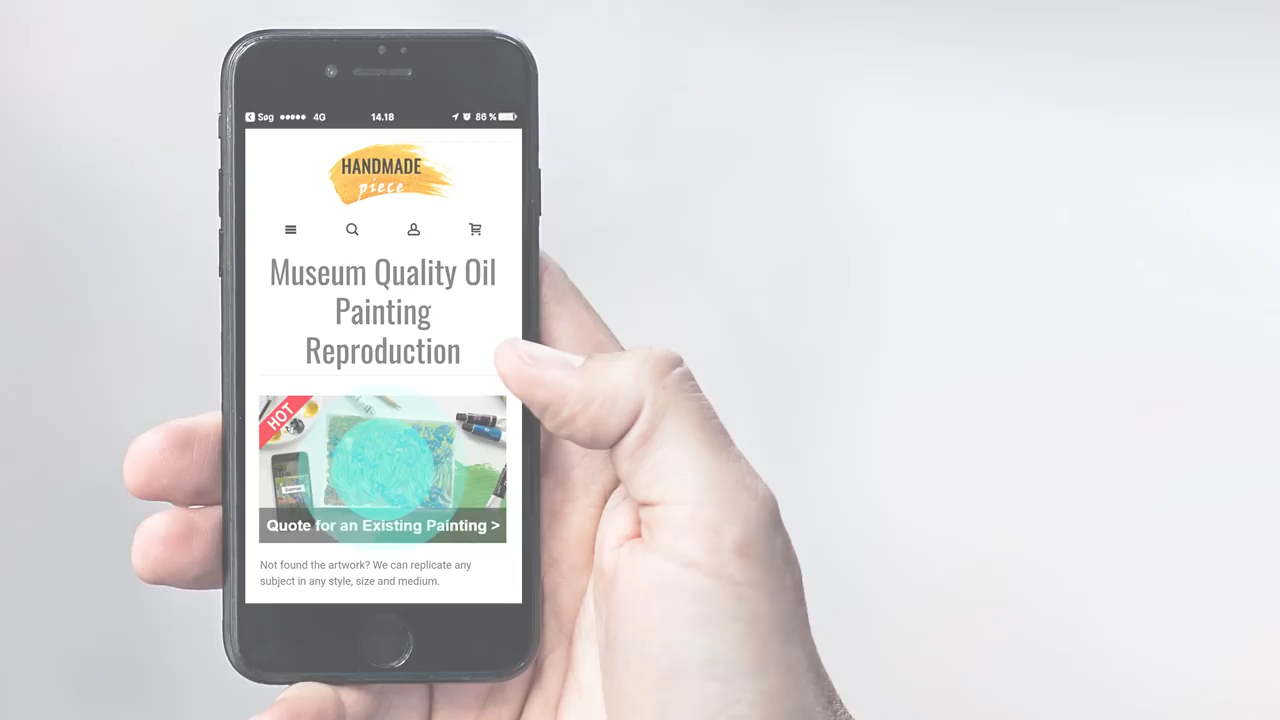 Søg 4G 14.18 86 %
HANDMADE
piece
Museum Quality Oil
Painting
Reproduction
HOT
Quote for an Existing Painting >
Not found the artwork? We can replicate any
subject in any style, size and medium.